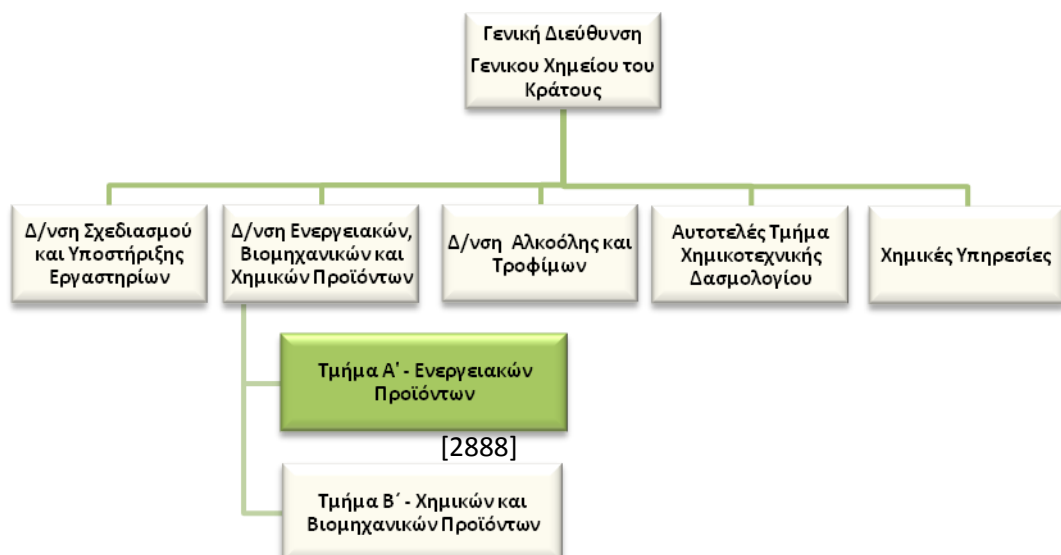 Γενική Διεύθυνση
Γενικου Χημείου του
Κράτους
Δ/νση Σχεδιασμού
και Υποστήριξης
Εργαστηρίων
Δ/νση Ενεργειακών,
Βιομηχανικών και
Χημικών Προϊόντων
Δ/νση Αλκοόλης και
Τροφίμων
Αυτοτελές Τμήμα
Χημικοτεχνικής
Δασμολογίου
Χημικές Υπηρεσίες
Τμήμα Α' - Ενεργειακών
Προϊόντων
[2888]
Τμήμα Β΄ - Χημικών και
Βιομηχανικών Προϊόντων